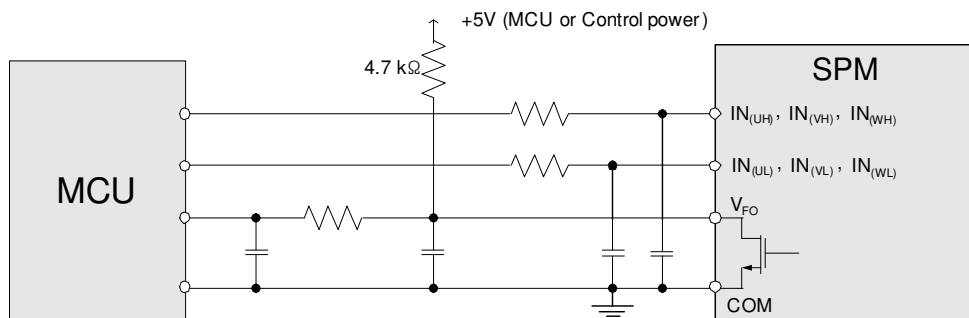 +5V (MCU or Control power)
4.7 kΩ
SPM
MCU
IN(UH), IN(VH), IN(WH)
IN(UL), IN(VL), IN(WL)
VFO
COM